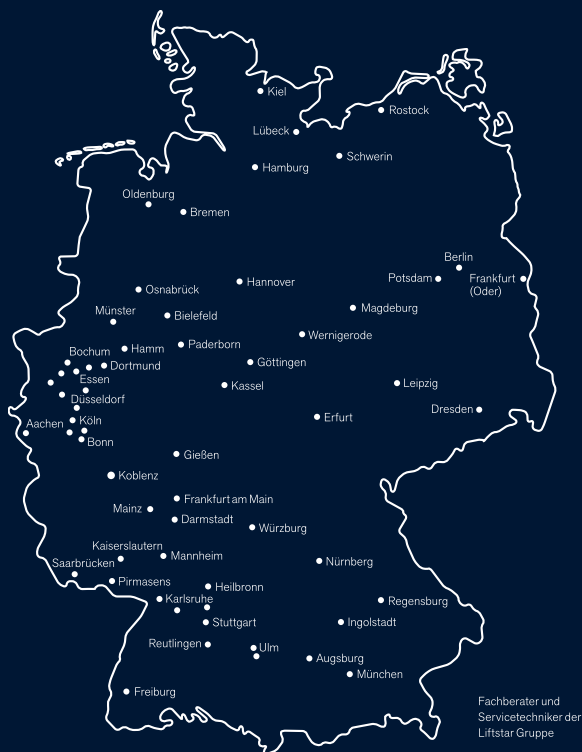 Kiel
Rostock
Lübeck
Schwerin
Hamburg
Oldenburg
Bremen
Berlin
Potsdam
Frankfurt
(Oder)
Hannover
Osnabrück
Magdeburg
Münster
Bielefeld
Wernigerode
Hamm
Paderborn
Bochum
Dortmund
Göttingen
Essen
Kassel
Leipzig
Düsseldorf
Dresden
Erfurt
Aachen
Köln
Bonn
Gießen
Koblenz
Frankfurt am Main
Mainz
Darmstadt
Würzburg
Kaiserslautern
Mannheim
Saarbrücken
Nürnberg
Pirmasens
Heilbronn
Karlsruhe
Regensburg
Stuttgart
Ingolstadt
Reutlingen
Ulm
Augsburg
München
Freiburg
Fachberater und
Servicetechniker der
Liftstar Gruppe